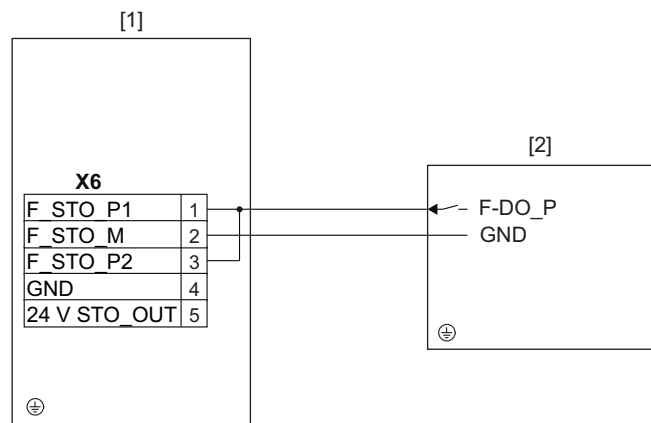 [1]
[2]
X6
F_STO_P1 1
F_STO_M 2
F_STO_P2 3
GND 4
24 V STO_OUT 5
F-DO_P
GND